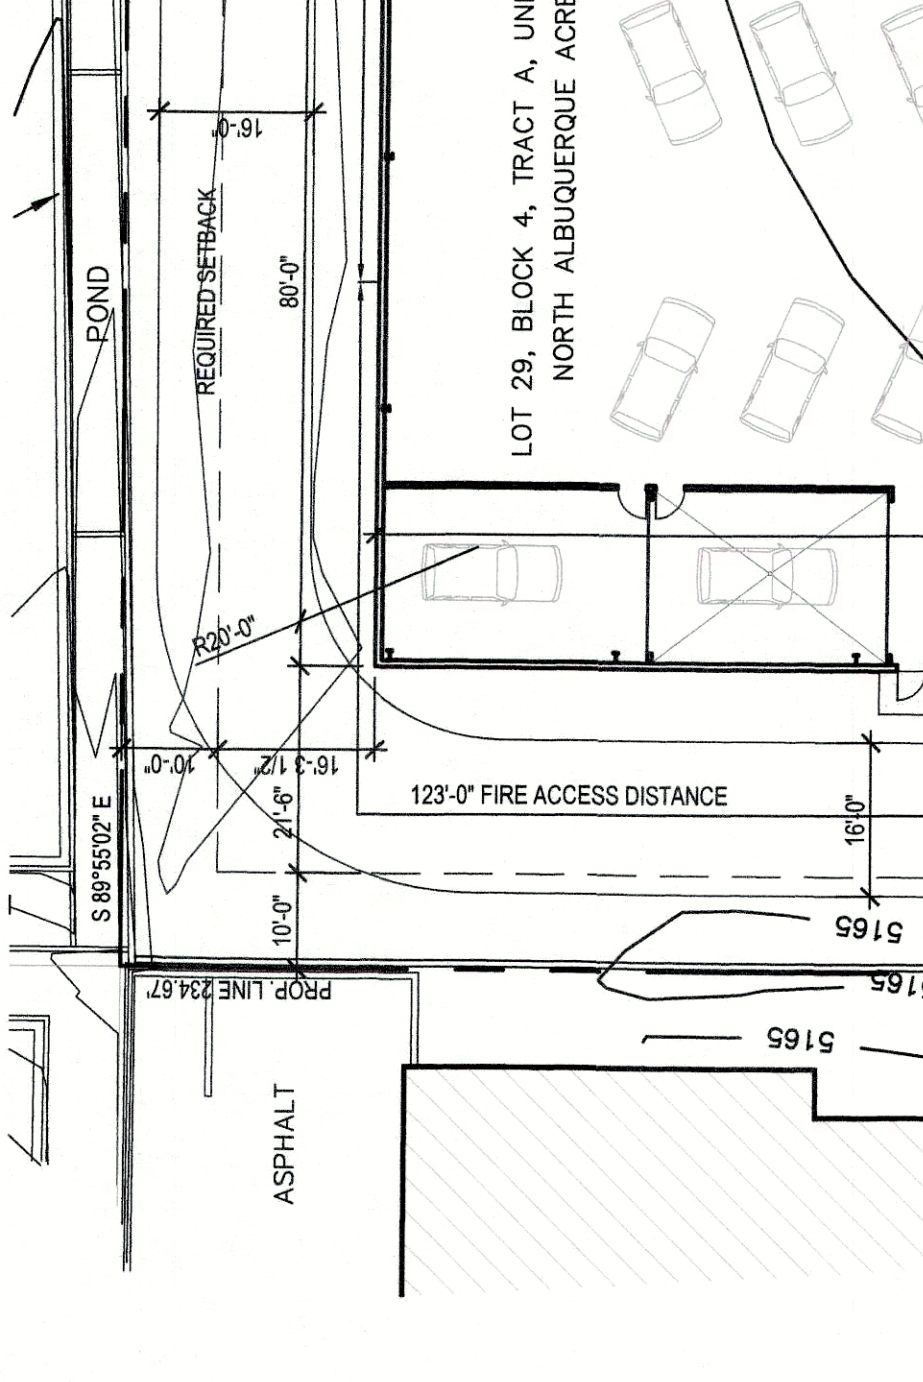 16'-0"
REQUIRED SETBACK
80'-0"
POND
LOT 29, BLOCK 4, TRACT A,
NORTH ALBUQUERQUE
R20'-0"
10'-0"
16'-3 1/2"
21'-6"
123'-0" FIRE ACCESS DISTANCE
16'-0"
S 89°55'02" E
10'-0"
5165
PROP. LINE 234.67'
5165
5165
ASPHALT